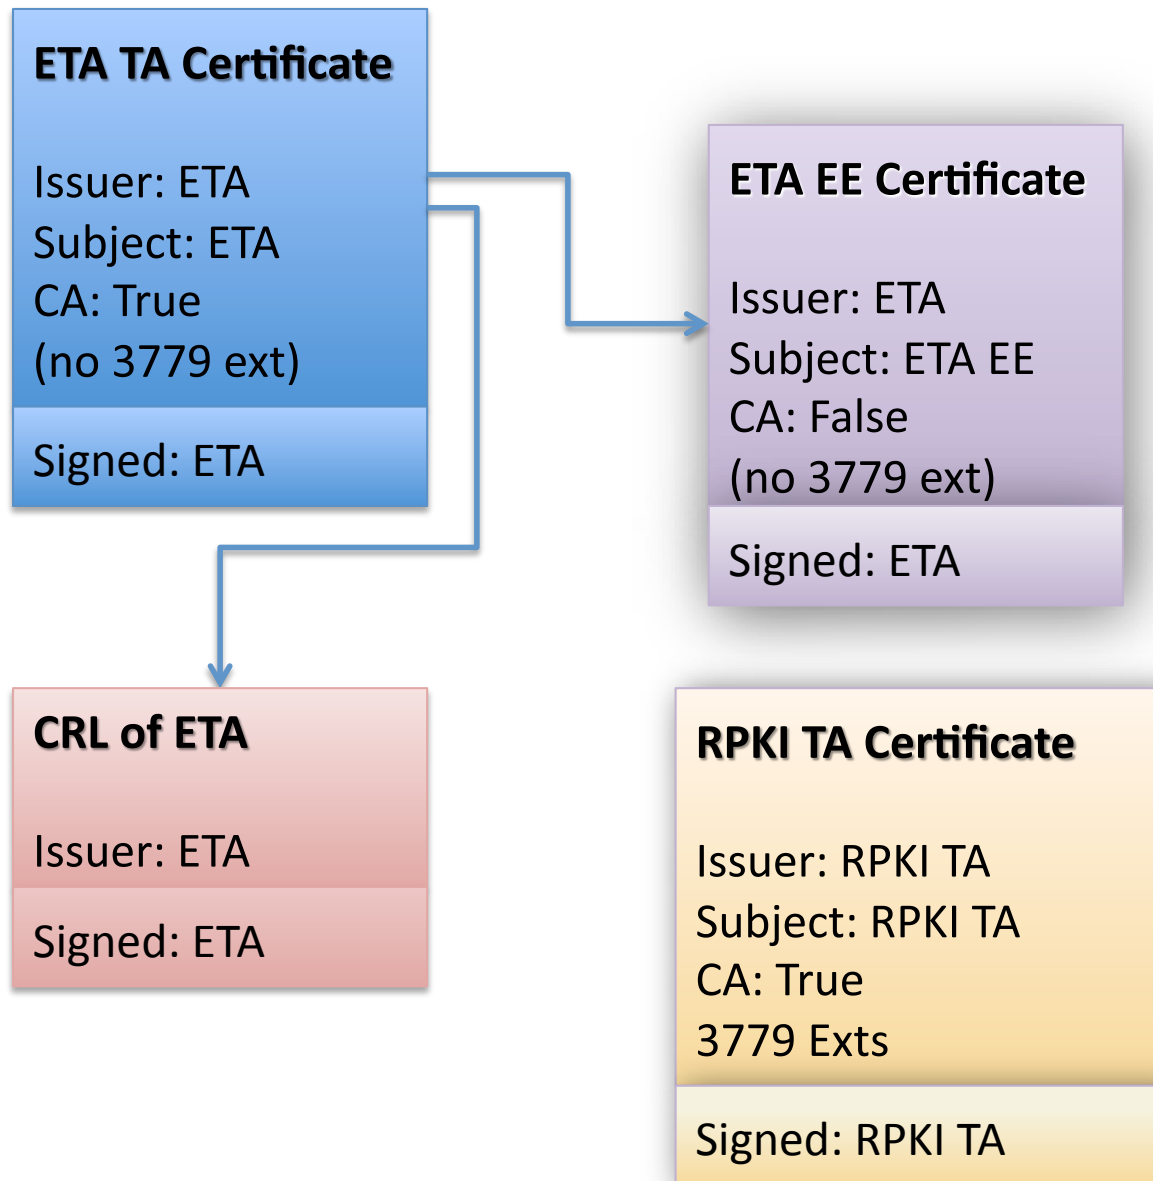 ETA TA Certificate
Issuer: ETA
Subject: ETA
CA: True
(no 3779 ext)
Signed: ETA
ETA EE Certificate
Issuer: ETA
Subject: ETA EE
CA: False
(no 3779 ext)
Signed: ETA
CRL of ETA
Issuer: ETA
Signed: ETA
RPKI TA Certificate
Issuer: RPKI TA
Subject: RPKI TA
CA: True
3779 Exts
Signed: RPKI TA